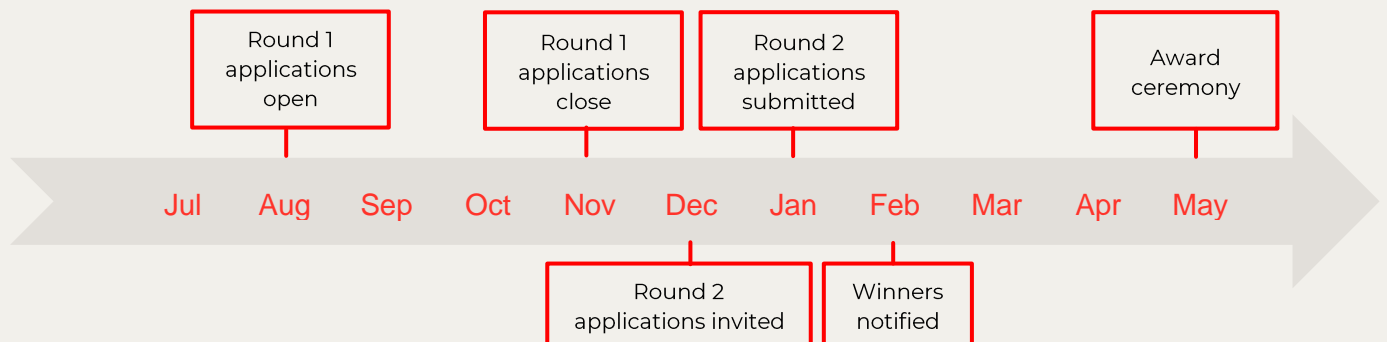 Round 1
applications
open
Round 1
applications
close
Round 2
applications
submitted
Award
ceremony
Jul Aug Sep Oct Nov Dec Jan Feb Mar Apr May
Round 2
applications invited
Winners
notified